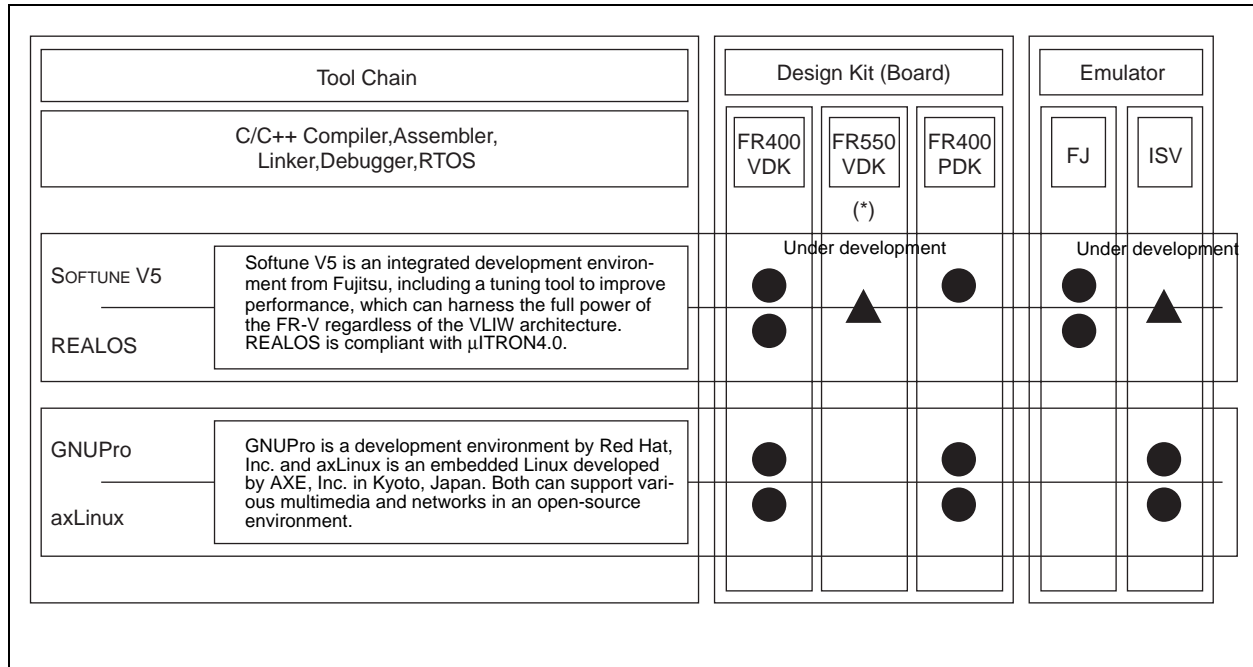 Tool Chain
Design Kit (Board)
Emulator
C/C++ Compiler,Assembler,
Linker,Debugger,RTOS
FR400
VDK
FR550
VDK
FR400
PDK
FJ
ISV
(*)
Under development
Under development
SOFTUNE V5
REALOS
Softune V5 is an integrated development environ-
ment from Fujitsu, including a tuning tool to improve
performance, which can harness the full power of
the FR-V regardless of the VLIW architecture.
REALOS is compliant with μITRON4.0.
GNUPro
axLinux
GNUPro is a development environment by Red Hat,
Inc. and axLinux is an embedded Linux developed
by AXE, Inc. in Kyoto, Japan. Both can support vari-
ous multimedia and networks in an open-source
environment.